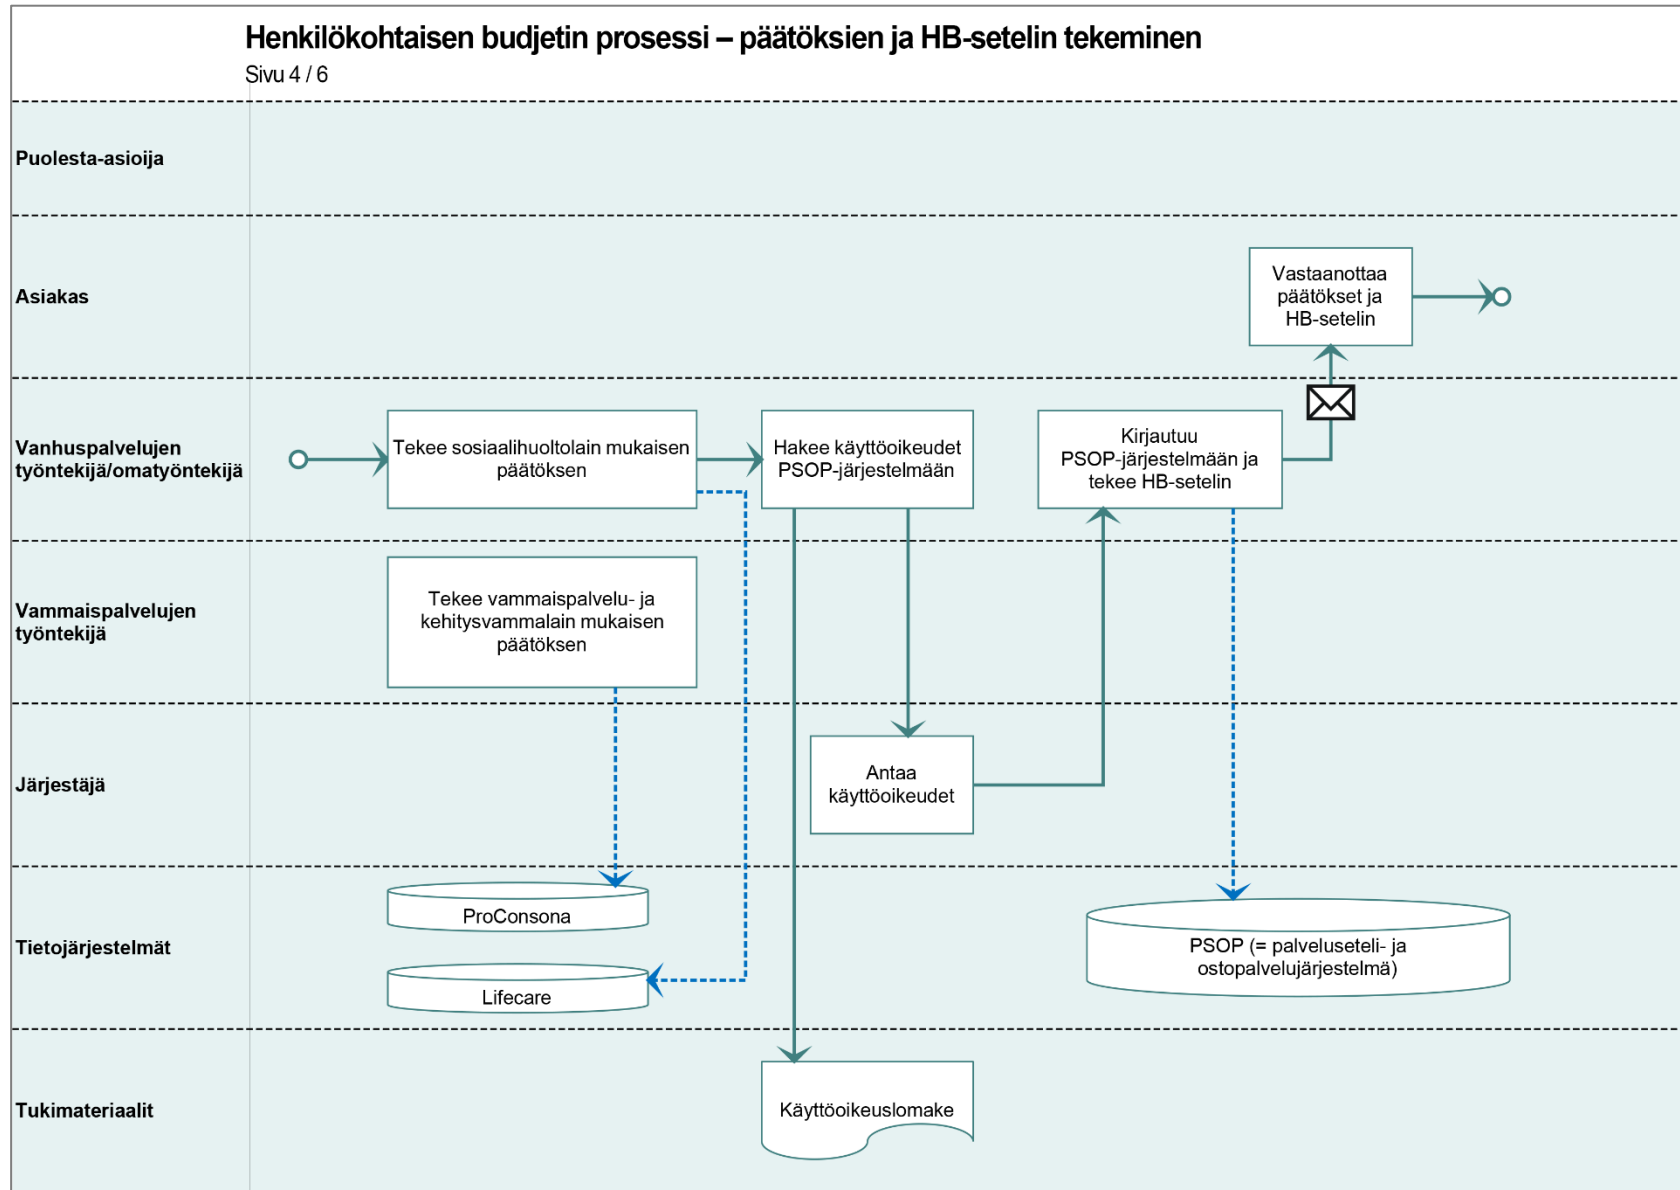 Henkilökohtaisen budjetin prosessi – päätöksien ja HB-setelin tekeminen
Sivu 4 / 6
Puolesta-asioija
Asiakas
Vastaanottaa
päätökset ja
HB-setelin
Vanhuspalvelujen
työntekijä/omatyöntekijä
Tekee sosiaalihuoltolain mukaisen
päätöksen
Hakee käyttöoikeudet
PSOP-järjestelmään
Kirjautuu
PSOP-järjestelmään ja
tekee HB-setelin
Vammaispalvelujen
työntekijä
Tekee vammaispalvelu- ja
kehitysvammalain mukaisen
päätöksen
Järjestäjä
Antaa
käyttöoikeudet
Tietojärjestelmät
ProConsona
Lifecare
PSOP (= palveluseteli- ja
ostopalvelujärjestelmä)
Tukimateriaalit
Käyttöoikeuslomake